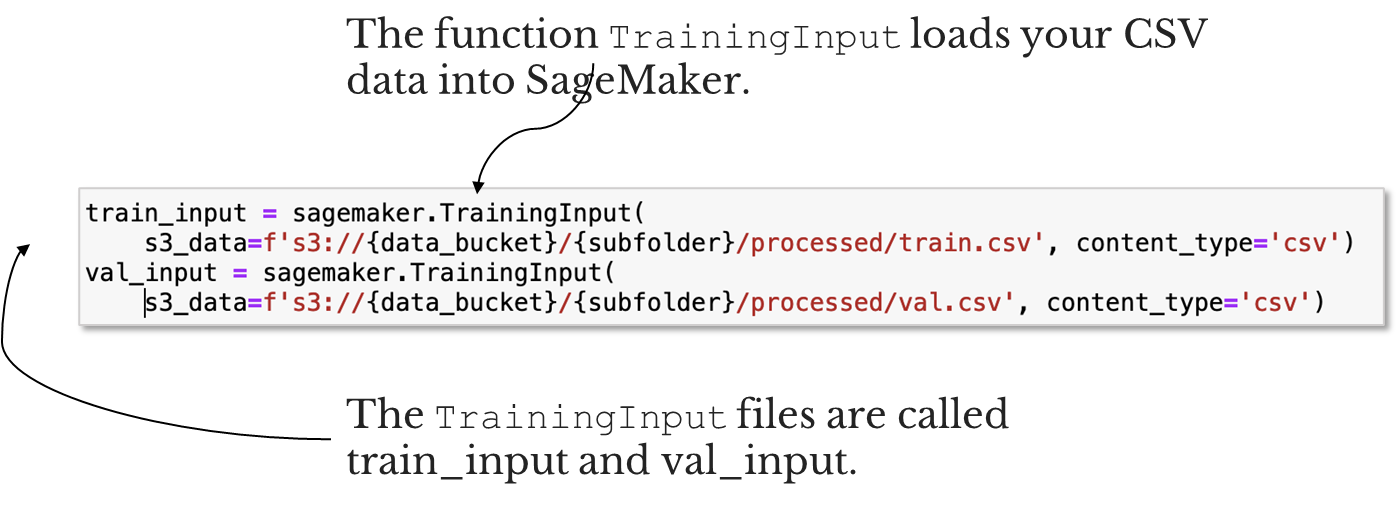 The function TrainingInput loads your CSV
data into SageMaker.
train_input = sagemaker.TrainingInput(
    s3_data=f's3://{data_bucket}/{subfolder}/processed/train.csv', content_type='csv')
val_input = sagemaker.TrainingInput(
    s3_data=f's3://{data_bucket}/{subfolder}/processed/val.csv', content_type='csv')
The TrainingInput files are called
train_input and val_input.